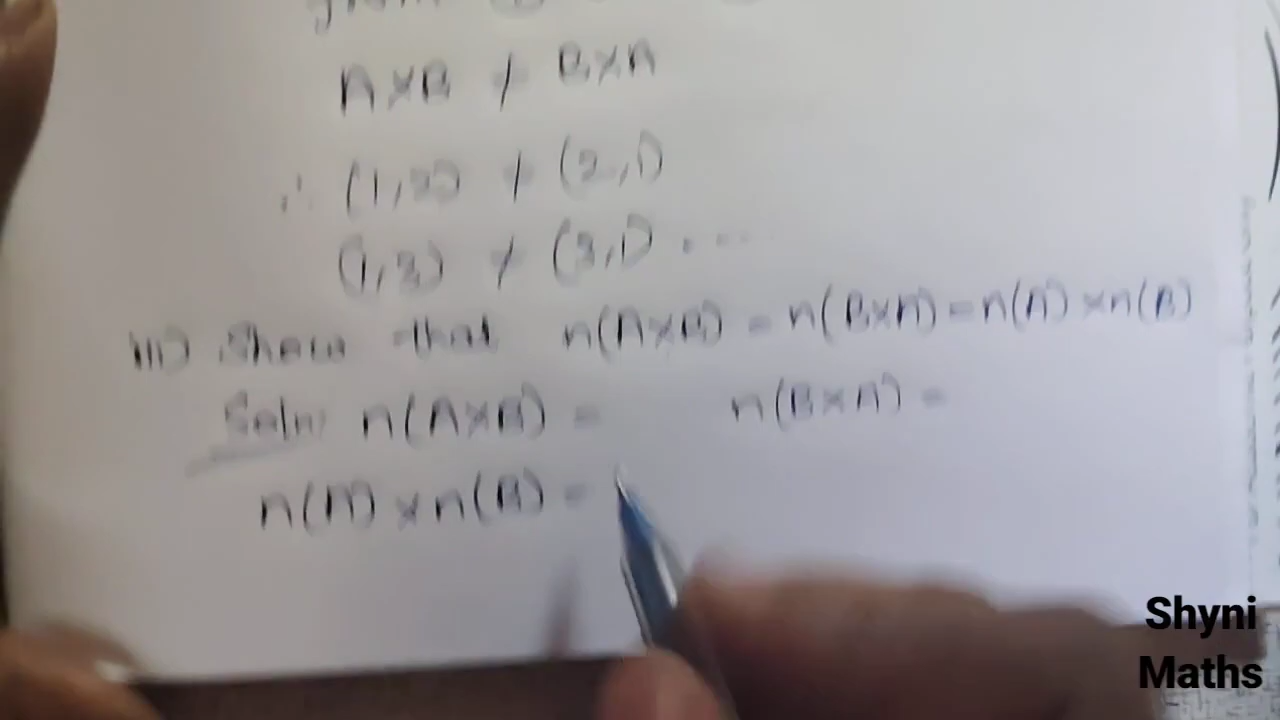 A×B ≠ B×A
∴ (1,2) ≠ (2,1)
(1,3) ≠ (3,1) ...
iii) Show that n(A×B) = n(B×A) = n(A) × n(B)
Soln: n(A×B) = n(B×A) =
n(A) × n(B) =
Shyni
Maths